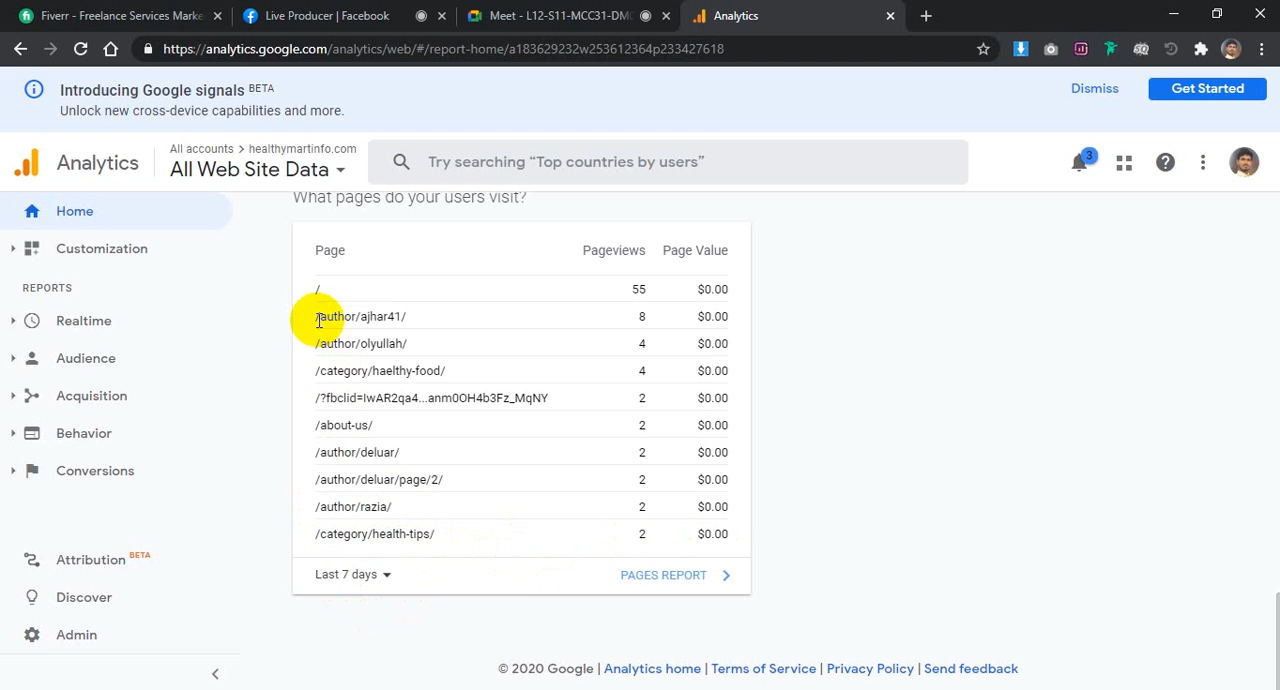 Fiverr - Freelance Services Marke
Live Producer | Facebook
Meet - L12-S11-MCC31-DM
Analytics
https://analytics.google.com/analytics/web/#/report-home/a183629232w253612364p233427618
Introducing Google signals BETA
Unlock new cross-device capabilities and more.
Dismiss
Get Started
Analytics
All accounts > healthymartinfo.com
All Web Site Data
Try searching “Top countries by users”
3
Home
Customization
REPORTS
Realtime
Audience
Acquisition
Behavior
Conversions
Attribution BETA
Discover
Admin
What pages do your users visit?
Page Pageviews Page Value
/ 55 $0.00
/author/ajhar41/ 8 $0.00
/author/olyullah/ 4 $0.00
/category/haelthy-food/ 4 $0.00
/?fbclid=IwAR2qa4...anm0OH4b3Fz_MqNY 2 $0.00
/about-us/ 2 $0.00
/author/deluar/ 2 $0.00
/author/deluar/page/2/ 2 $0.00
/author/razia/ 2 $0.00
/category/health-tips/ 2 $0.00
Last 7 days
PAGES REPORT
© 2020 Google | Analytics home | Terms of Service | Privacy Policy | Send feedback